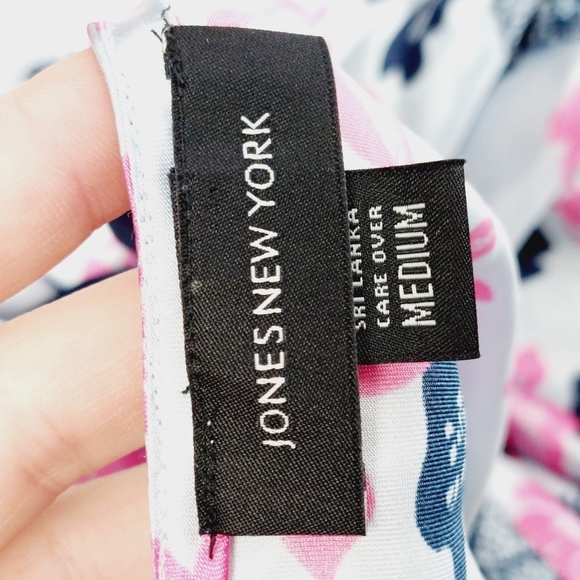 JONES NEW YORK
MEDIUM
CARE OVER
SRI LANKA